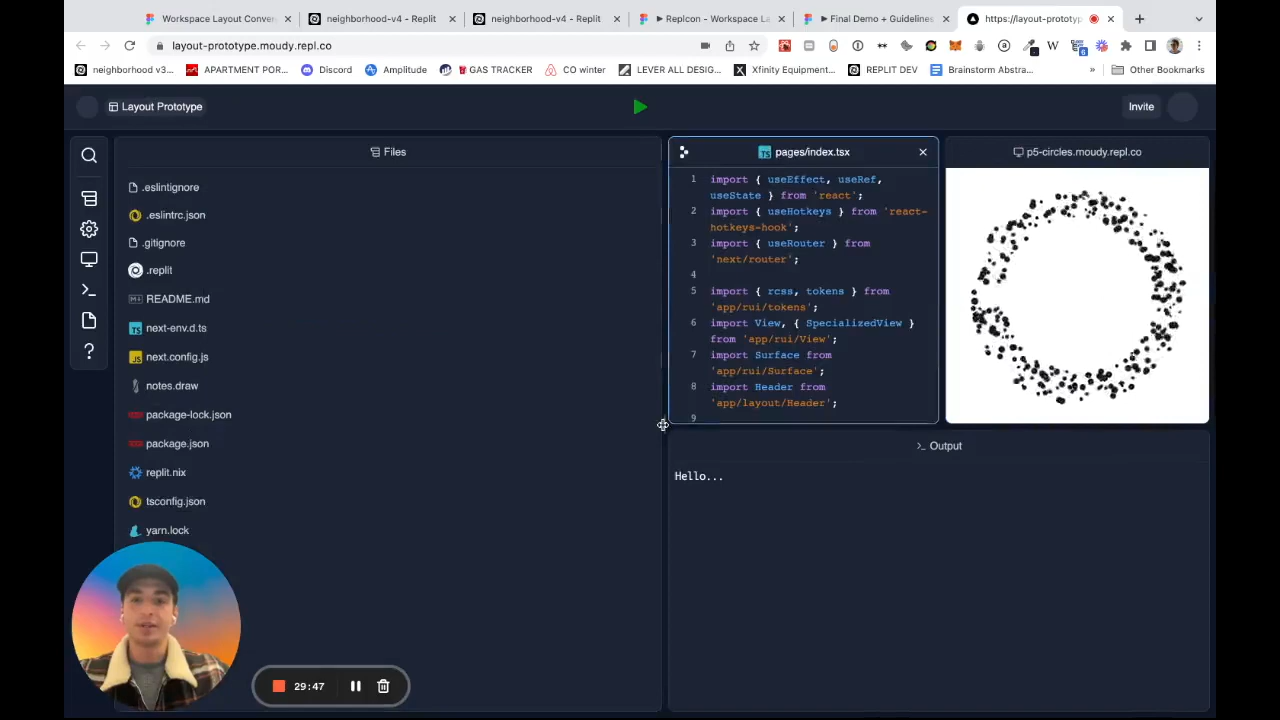 Workspace Layout Conver
neighborhood-v4 - Replit
neighborhood-v4 - Replit
▶ Replcon - Workspace La
▶ Final Demo + Guidelines
https://layout-prototyp
layout-prototype.moudy.repl.co
neighborhood v3...
APARTMENT POR...
Discord
Amplitude
GAS TRACKER
CO winter
LEVER ALL DESIG...
Xfinity Equipment...
REPLIT DEV
Brainstorm Abstra...
»
Other Bookmarks
Layout Prototype
Invite
Files
.eslintignore
.eslintrc.json
.gitignore
.replit
README.md
next-env.d.ts
next.config.js
notes.draw
package-lock.json
package.json
replit.nix
tsconfig.json
yarn.lock
TS pages/index.tsx
1 import { useEffect, useRef,
useState } from 'react';
2 import { useHotkeys } from 'react-
hotkeys-hook';
3 import { useRouter } from
'next/router';
4
5 import { rcss, tokens } from
'app/rui/tokens';
6 import View, { SpecializedView }
from 'app/rui/View';
7 import Surface from
'app/rui/Surface';
8 import Header from
'app/layout/Header';
9
p5-circles.moudy.repl.co
Output
Hello...
29:47